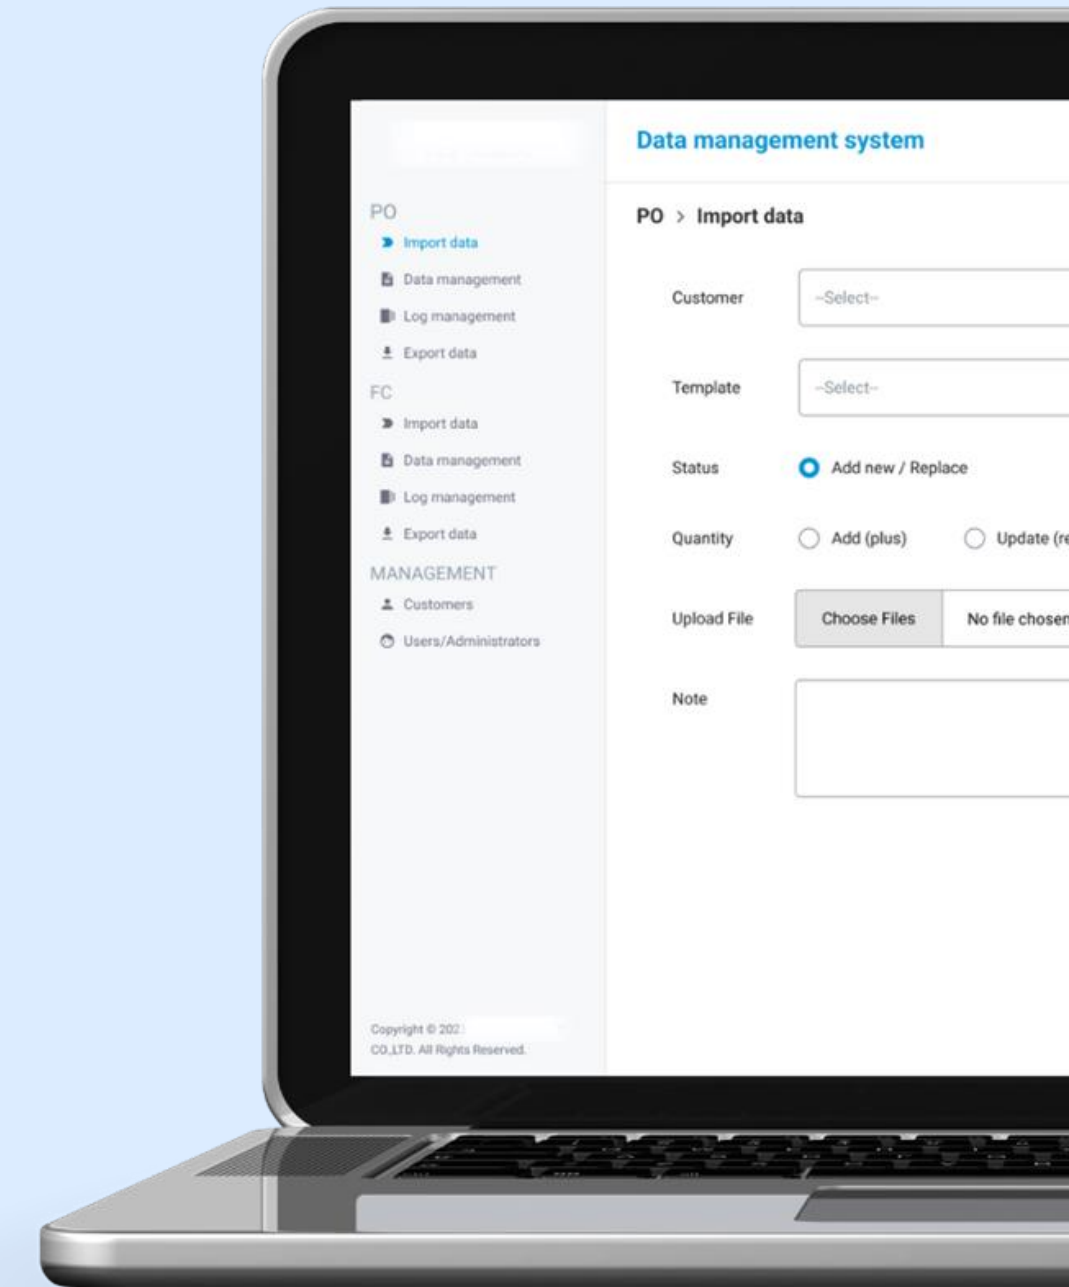 Data management system
PO
Import data
Data management
Log management
Export data
FC
Import data
Data management
Log management
Export data
MANAGEMENT
Customers
Users/Administrators
Copyright © 202
CO.,LTD. All Rights Reserved.
PO > Import data
Customer
--Select--
Template
--Select--
Status
Add new / Replace
Quantity
Add (plus)
Update (re
Upload File
Choose Files
No file chosen
Note